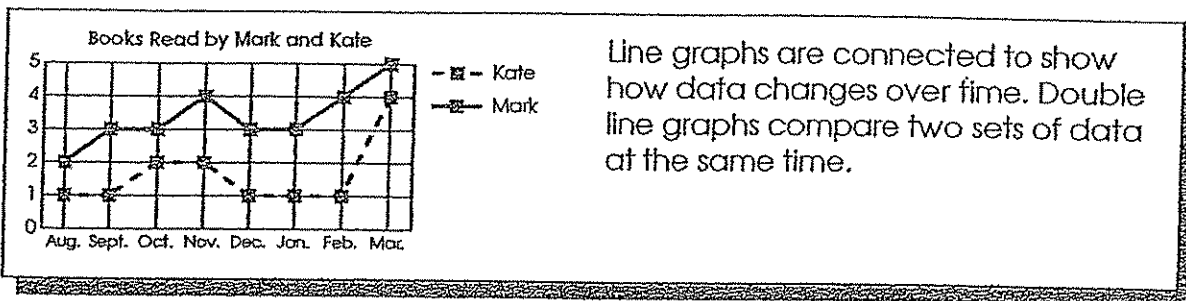 Books Read by Mark and Kate
5
4
3
2
1
0
Aug. Sept. Oct. Nov. Dec. Jan. Feb. Mar.
Kate
Mark
Line graphs are connected to show
how data changes over time. Double
line graphs compare two sets of data
at the same time.